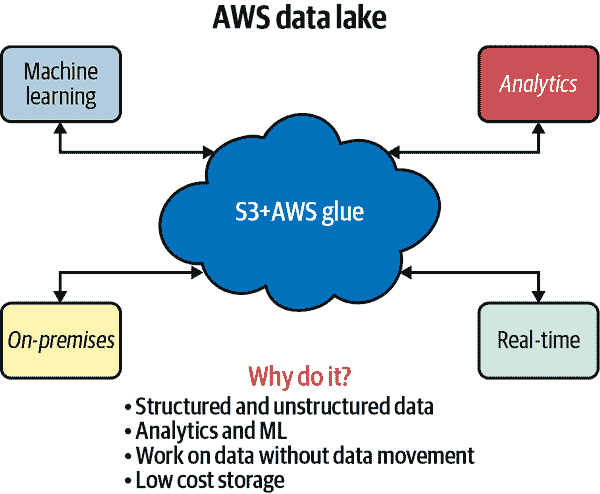 AWS data lake
Machine
learning
Analytics
S3+AWS glue
On-premises
Real-time
Why do it?
• Structured and unstructured data
• Analytics and ML
• Work on data without data movement
• Low cost storage